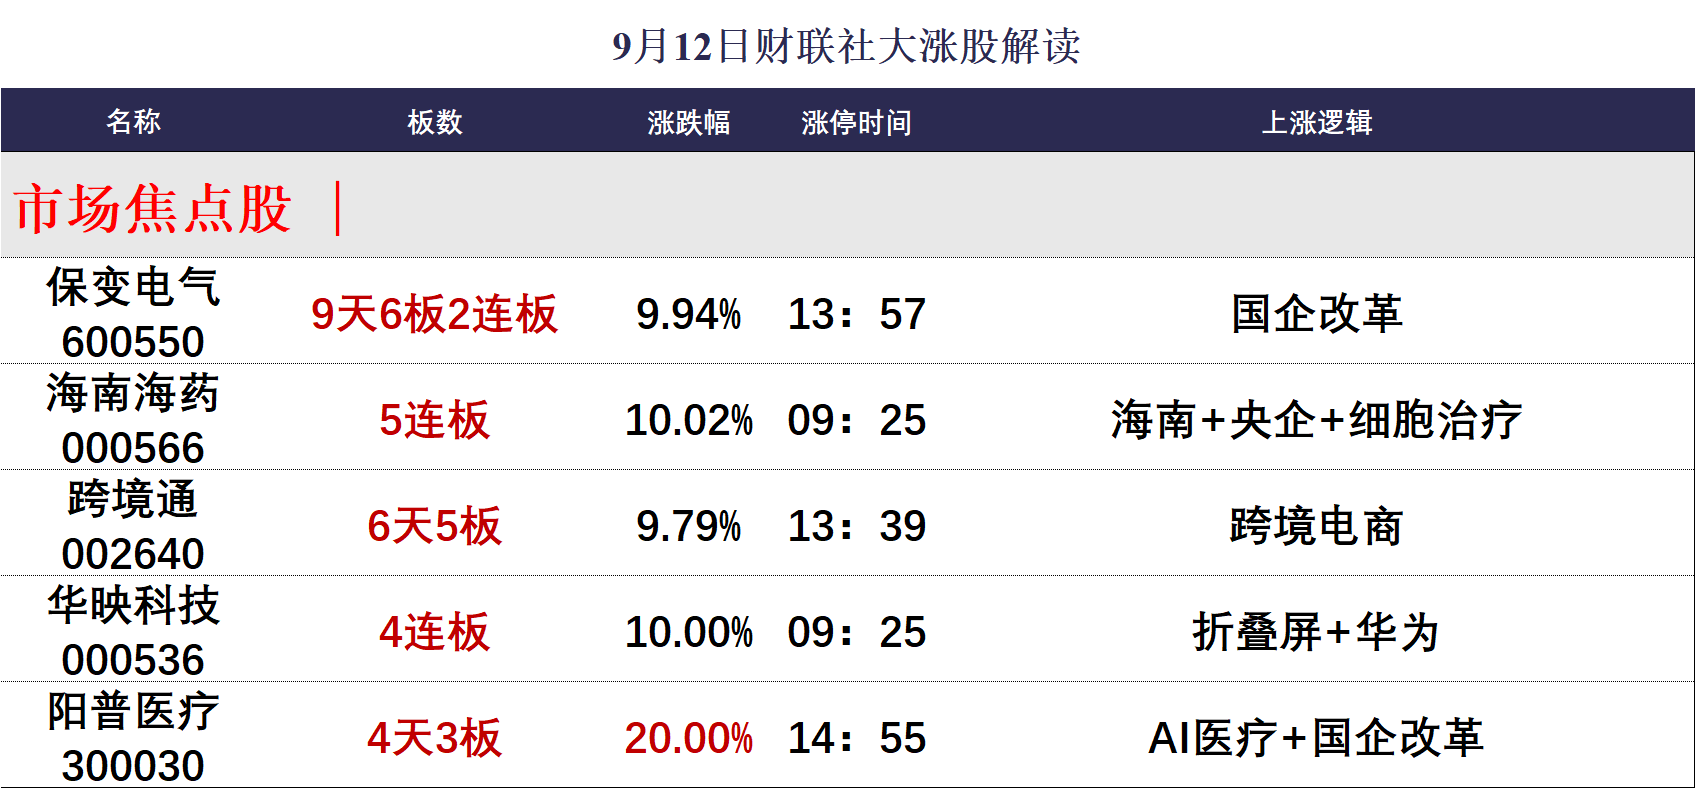 9月12日财联社大涨股解读
名称 板数 涨跌幅 涨停时间 上涨逻辑
市场焦点股 ｜
保变电气
600550
9天6板2连板 9.94% 13：57 国企改革
海南海药
000566
5连板 10.02% 09：25 海南+央企+细胞治疗
跨境通
002640
6天5板 9.79% 13：39 跨境电商
华映科技
000536
4连板 10.00% 09：25 折叠屏+华为
阳普医疗
300030
4天3板 20.00% 14：55 AI医疗+国企改革